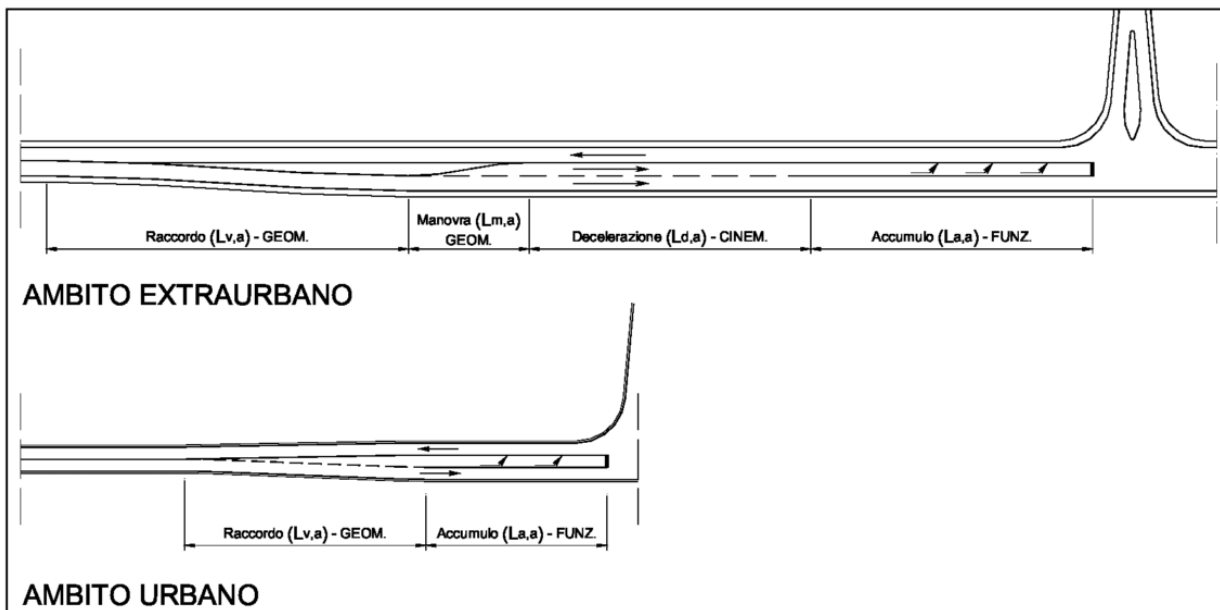 Manovra (Lm,a)
GEOM.
Raccordo (Lv,a) - GEOM.
Decelerazione (Ld,a) - CINEM.
Accumulo (La,a) - FUNZ.
AMBITO EXTRAURBANO
Raccordo (Lv,a) - GEOM.
Accumulo (La,a) - FUNZ.
AMBITO URBANO